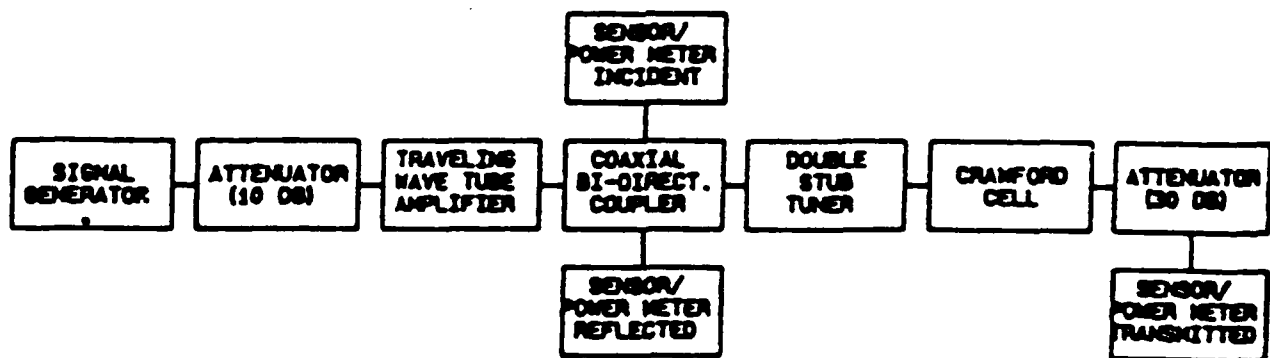 SENSOR/
POWER METER
INCIDENT
SIGNAL
GENERATOR
ATTENUATOR
(10 DB)
TRAVELING
WAVE TUBE
AMPLIFIER
COAXIAL
BI-DIRECT.
COUPLER
DOUBLE
STUB
TUNER
CRAWFORD
CELL
ATTENUATOR
(30 DB)
SENSOR/
POWER METER
REFLECTED
SENSOR/
POWER METER
TRANSMITTED